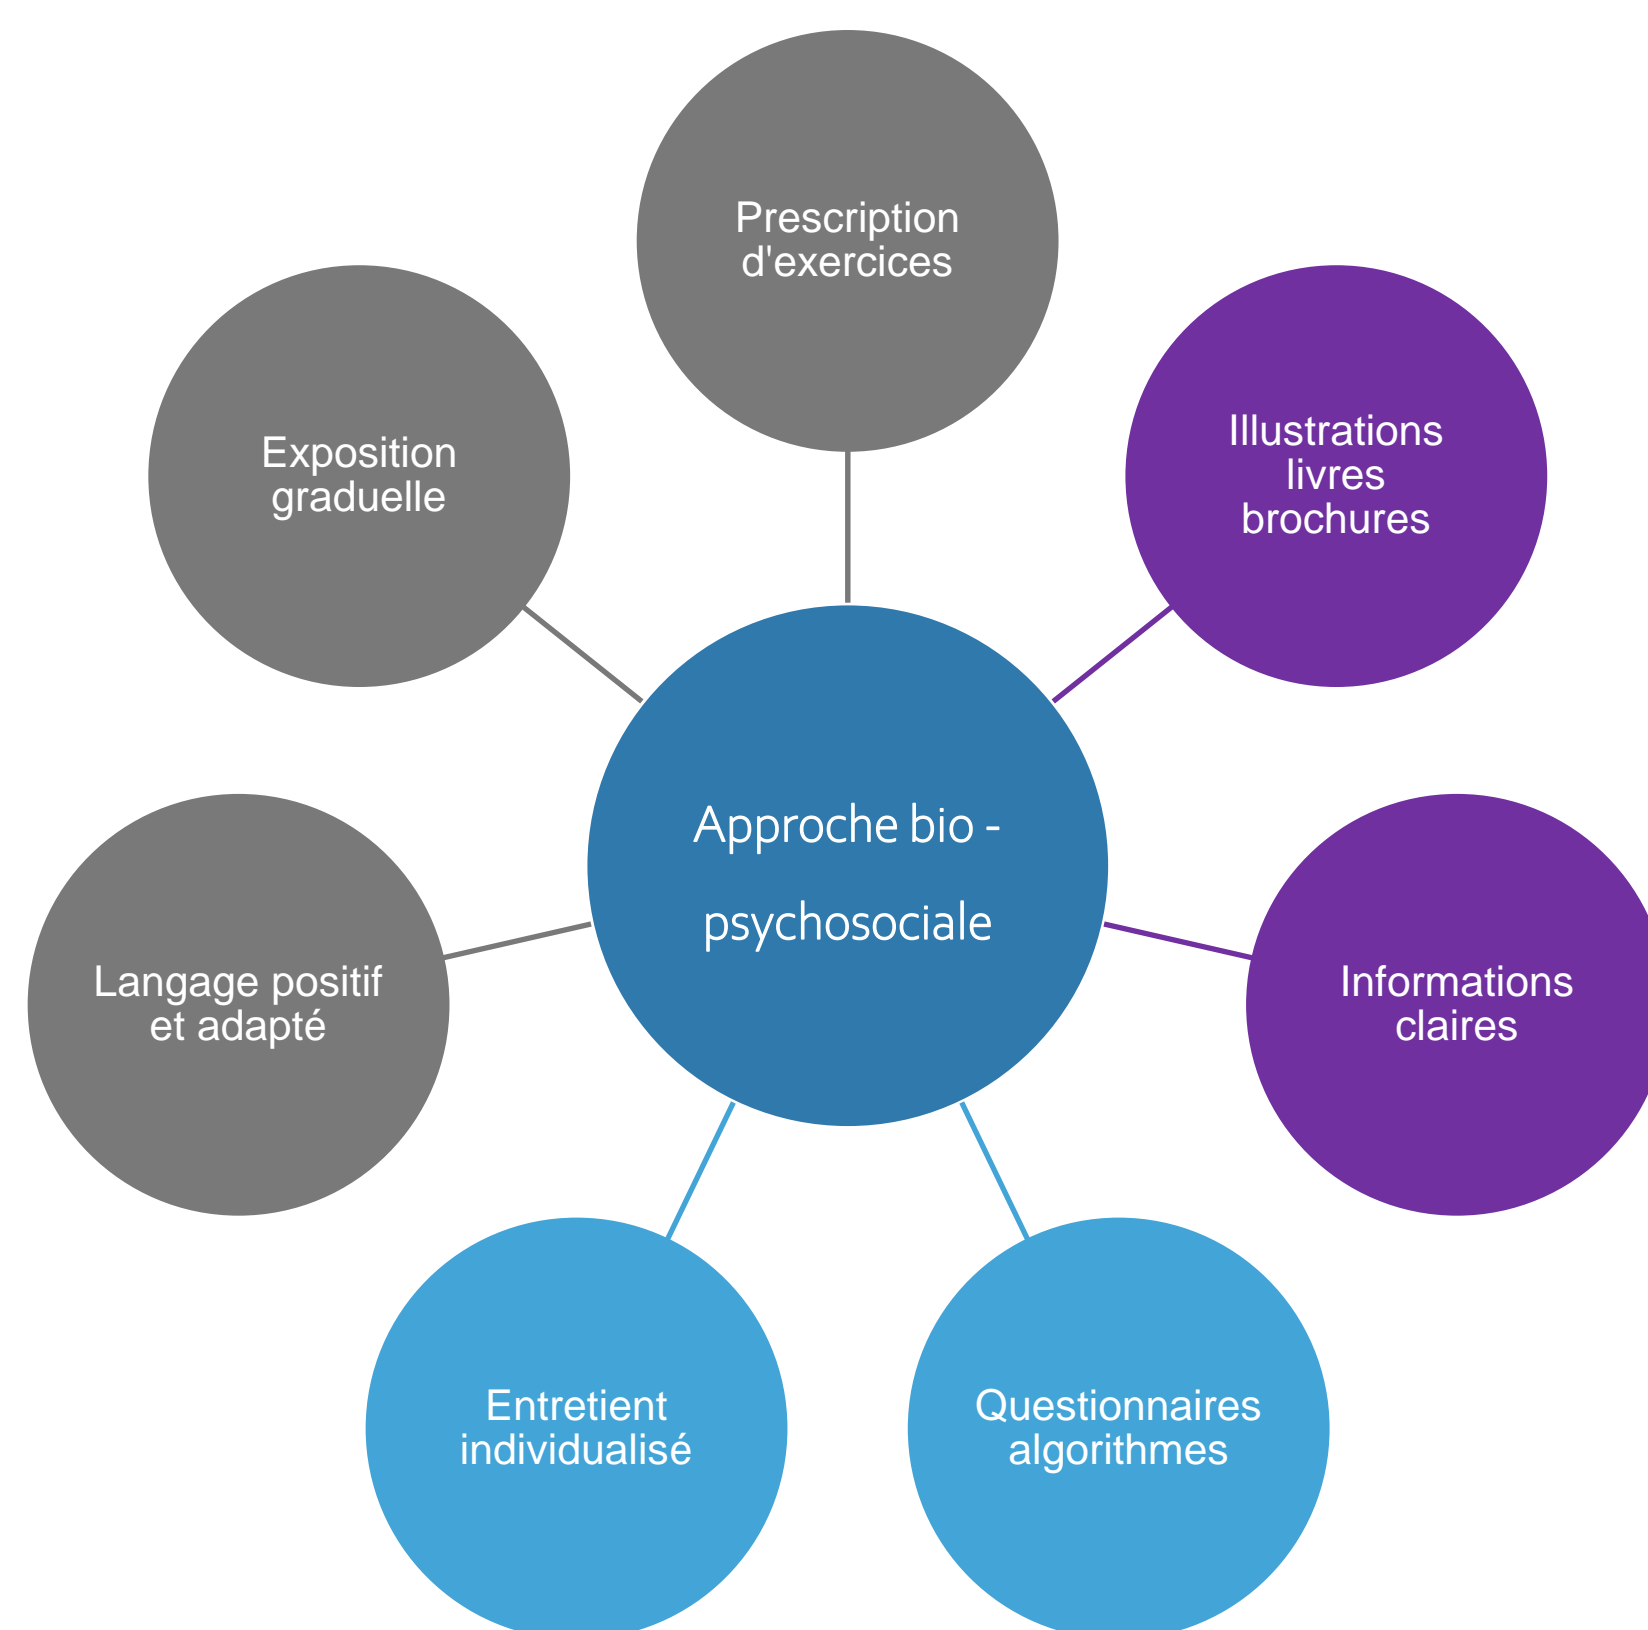 Prescription
d'exercices
Exposition
graduelle
Illustrations
livres
brochures
Approche bio -
psychosociale
Langage positif
et adapté
Informations
claires
Entretient
individualisé
Questionnaires
algorithmes